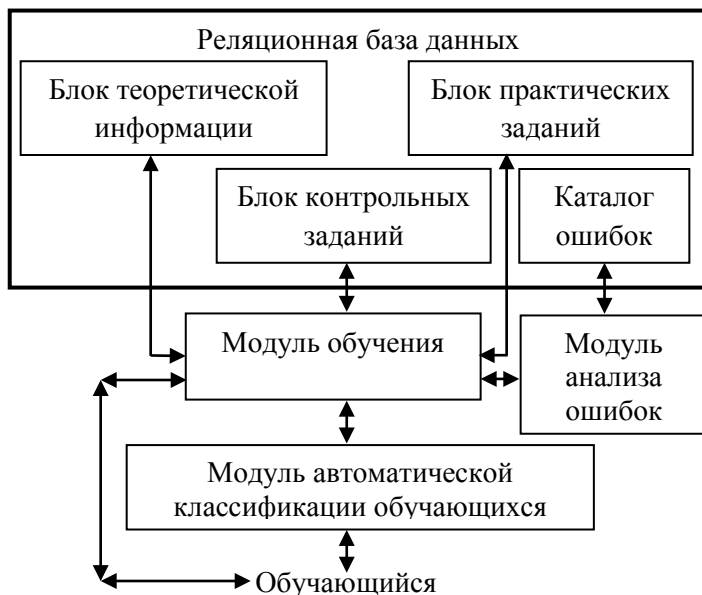 Реляционная база данных
Блок теоретической
информации
Блок практических
заданий
Блок контрольных
заданий
Каталог
ошибок
Модуль обучения
Модуль
анализа
ошибок
Модуль автоматической
классификации обучающихся
Обучающийся